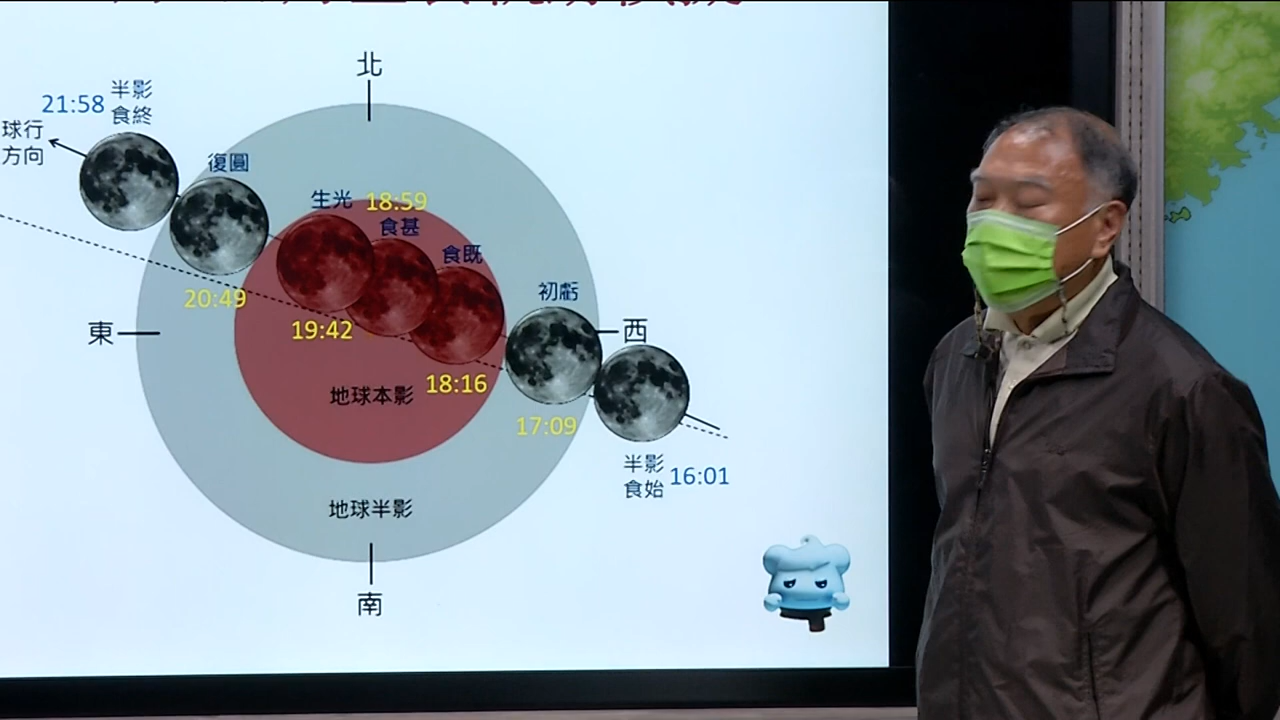 北
21:58
半影
食終
球行
方向
復圓
生光
18:59
食甚
食既
初虧
20:49
19:42
東
西
地球本影
18:16
17:09
半影
食始
16:01
地球半影
南